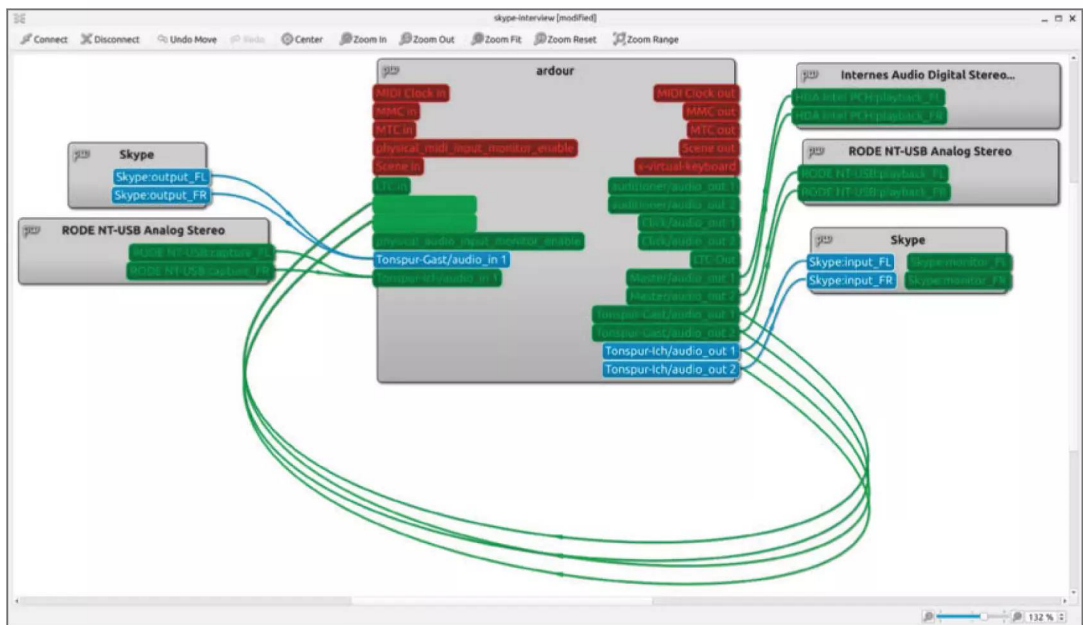 skype-interview [modified]
Connect Disconnect Undo Move Redo Center Zoom In Zoom Out Zoom Fit Zoom Reset Zoom Range
ardour
MIDI Clock in
MMC in
MTC in
physical_midi_input_monitor_enable
Scene in
LTC in
physical_audio_input_monitor_enable
Tonspur-Gast/audio_in 1
Tonspur-Ich/audio_in 1
MIDI Clock out
MMC out
MTC out
Scene out
x-virtual-keyboard
auditioner/audio_out 1
auditioner/audio_out 2
Click/audio_out 1
Click/audio_out 2
LTC-Out
Master/audio_out 1
Master/audio_out 2
Tonspur-Gast/audio_out 1
Tonspur-Gast/audio_out 2
Tonspur-Ich/audio_out 1
Tonspur-Ich/audio_out 2
Skype
Skype:output_FL
Skype:output_FR
RODE NT-USB Analog Stereo
RODE NT-USB:capture_FL
RODE NT-USB:capture_FR
Internes Audio Digital Stereo...
HDA Intel PCH:playback_FL
HDA Intel PCH:playback_FR
RODE NT-USB Analog Stereo
RODE NT-USB:playback_FL
RODE NT-USB:playback_FR
Skype
Skype:input_FL Skype:monitor_FL
Skype:input_FR Skype:monitor_FR
132 %